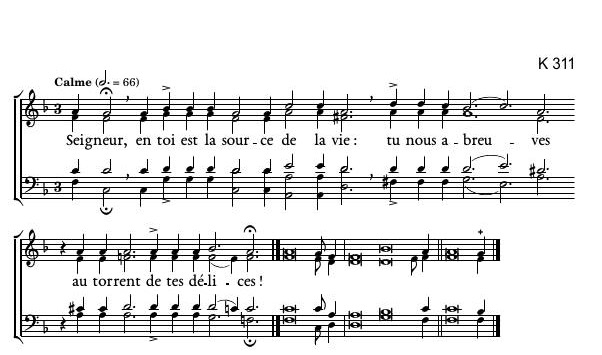 K 311
Calme (𝅗𝅥. = 66)
Seigneur, en toi est la sour - ce de la vie : tu nous a - breu - ves
au torrent de tes dé - li - ces !